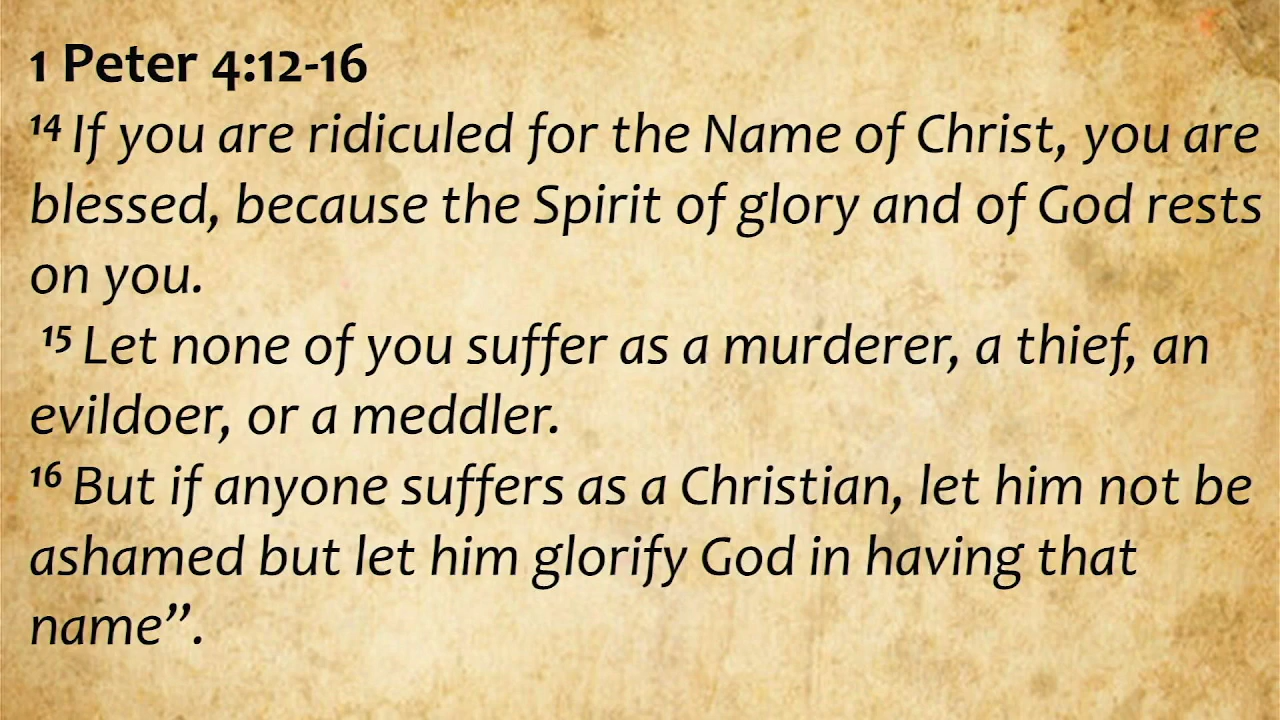 1 Peter 4:12-16
14 If you are ridiculed for the Name of Christ, you are
blessed, because the Spirit of glory and of God rests
on you.
15 Let none of you suffer as a murderer, a thief, an
evildoer, or a meddler.
16 But if anyone suffers as a Christian, let him not be
ashamed but let him glorify God in having that
name”.